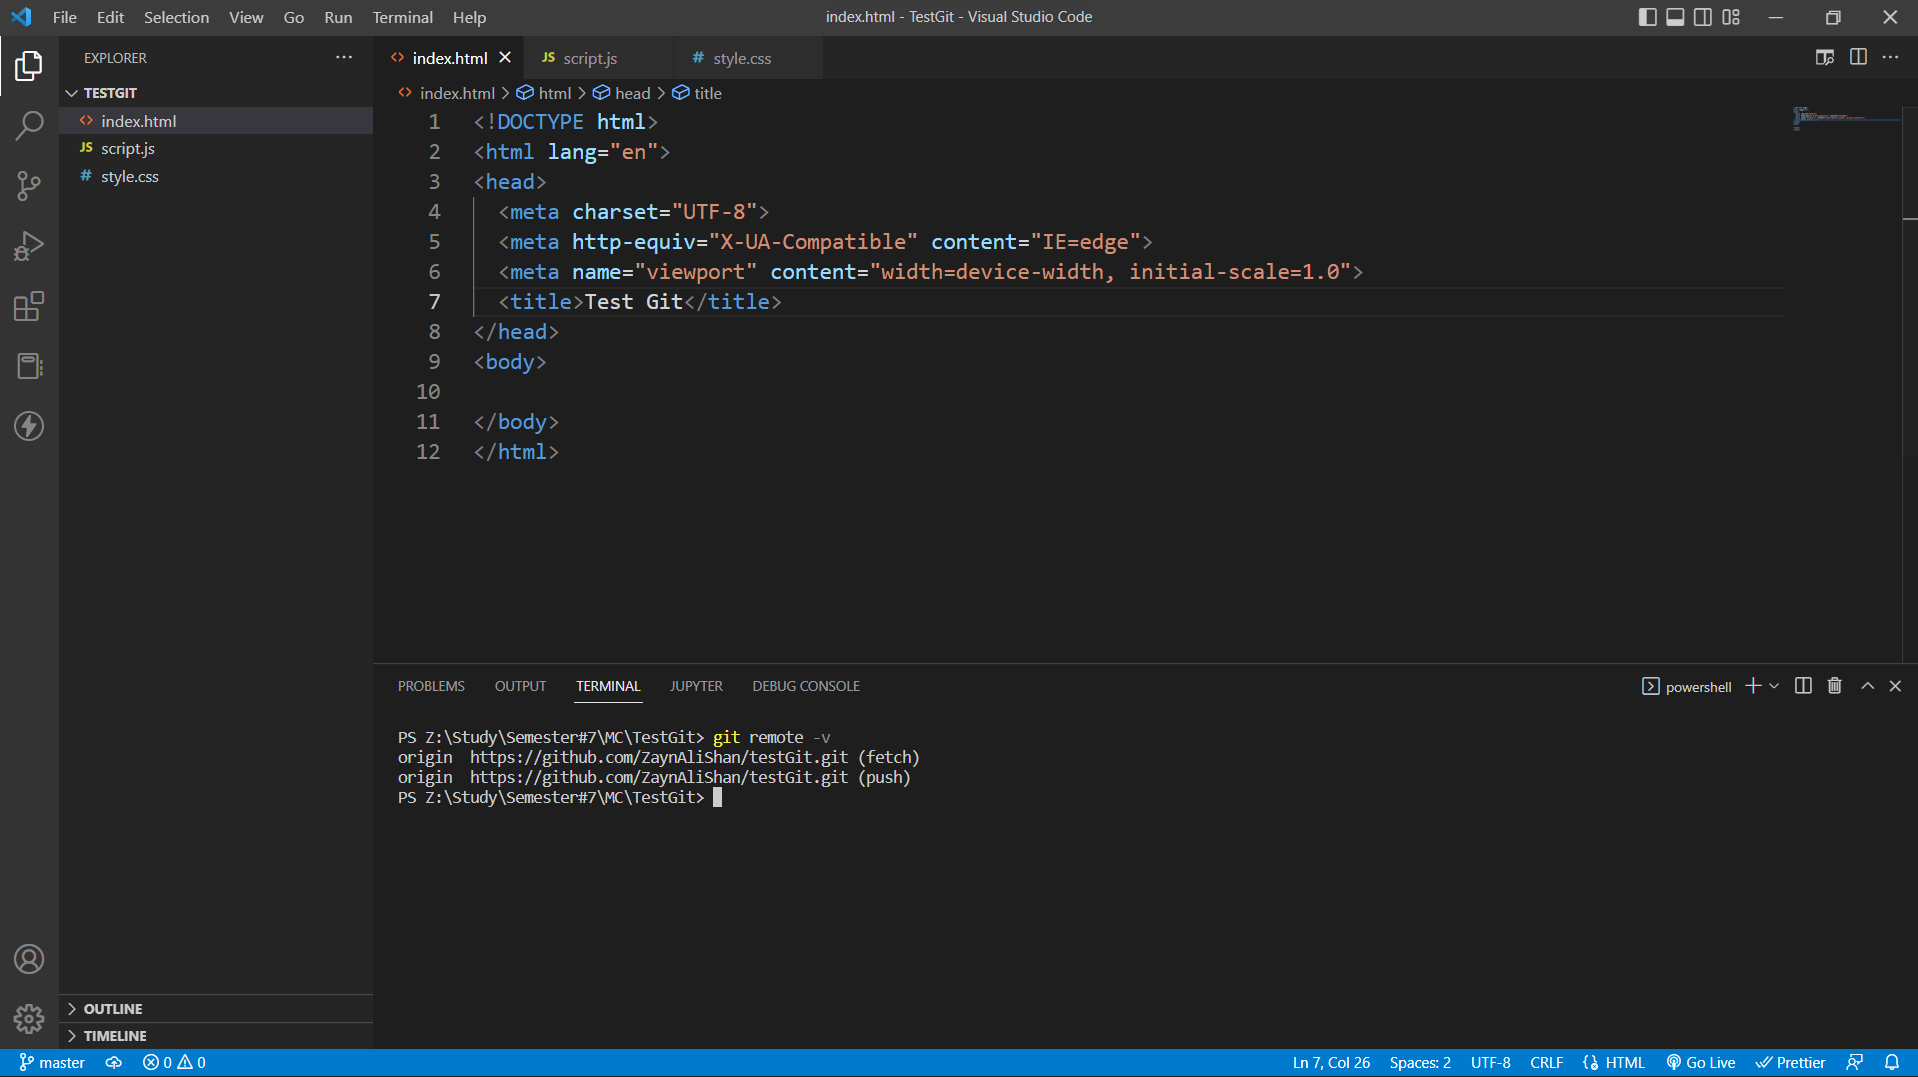 File Edit Selection View Go Run Terminal Help
index.html - TestGit - Visual Studio Code
EXPLORER
TESTGIT
index.html
JS script.js
# style.css
OUTLINE
TIMELINE
index.html
JS script.js
# style.css
index.html > html > head > title
1 <!DOCTYPE html>
2 <html lang="en">
3 <head>
4 <meta charset="UTF-8">
5 <meta http-equiv="X-UA-Compatible" content="IE=edge">
6 <meta name="viewport" content="width=device-width, initial-scale=1.0">
7 <title>Test Git</title>
8 </head>
9 <body>
10
11 </body>
12 </html>
PROBLEMS OUTPUT TERMINAL JUPYTER DEBUG CONSOLE
powershell
PS Z:\Study\Semester#7\MC\TestGit> git remote -v
origin https://github.com/ZaynAliShan/testGit.git (fetch)
origin https://github.com/ZaynAliShan/testGit.git (push)
PS Z:\Study\Semester#7\MC\TestGit>
master 0 0 Ln 7, Col 26 Spaces: 2 UTF-8 CRLF HTML Go Live Prettier